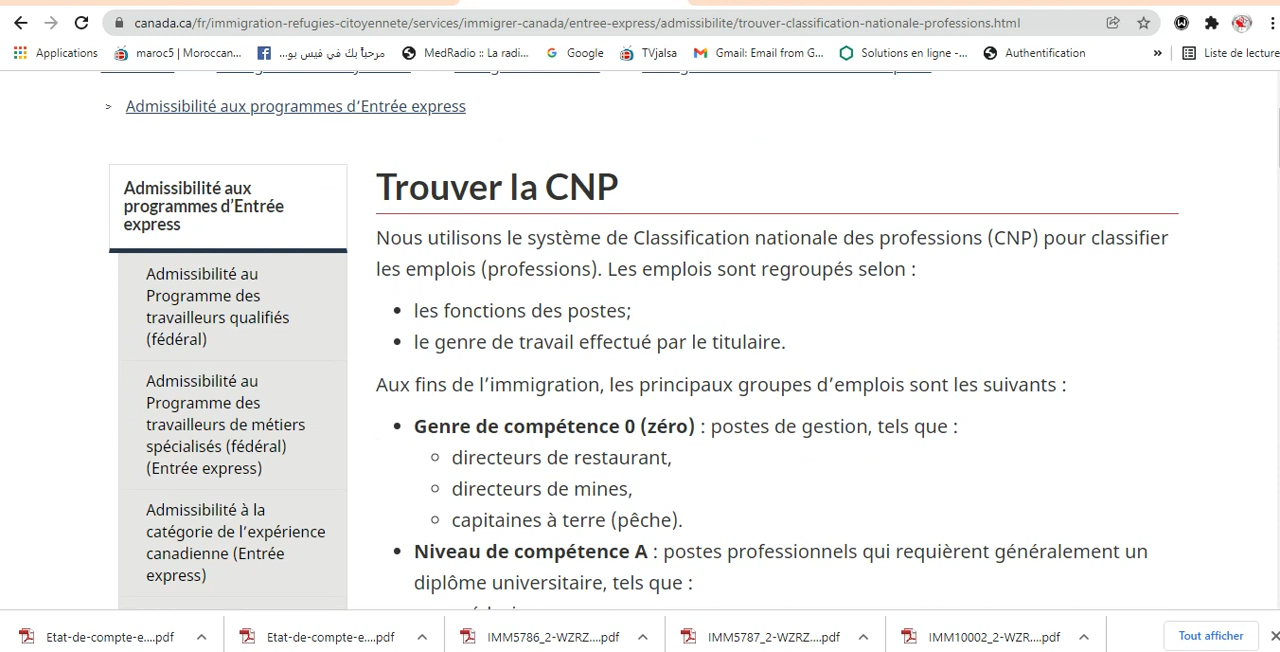 canada.ca/fr/immigration-refugies-citoyennete/services/immigrer-canada/entree-express/admissibilite/trouver-classification-nationale-professions.html
Applications
maroc5 | Moroccan...
مرحباً بك في فيس بو...
MedRadio :: La radi...
Google
TVjalsa
Gmail: Email from G...
Solutions en ligne -...
Authentification
»
Liste de lecture
> Admissibilité aux programmes d’Entrée express
Admissibilité aux
programmes d’Entrée
express
Admissibilité au
Programme des
travailleurs qualifiés
(fédéral)
Admissibilité au
Programme des
travailleurs de métiers
spécialisés (fédéral)
(Entrée express)
Admissibilité à la
catégorie de l’expérience
canadienne (Entrée
express)
Trouver la CNP
Nous utilisons le système de Classification nationale des professions (CNP) pour classifier
les emplois (professions). Les emplois sont regroupés selon :
• les fonctions des postes;
• le genre de travail effectué par le titulaire.
Aux fins de l’immigration, les principaux groupes d’emplois sont les suivants :
• Genre de compétence 0 (zéro) : postes de gestion, tels que :
◦ directeurs de restaurant,
◦ directeurs de mines,
◦ capitaines à terre (pêche).
• Niveau de compétence A : postes professionnels qui requièrent généralement un
diplôme universitaire, tels que :
Etat-de-compte-e....pdf
Etat-de-compte-e....pdf
IMM5786_2-WZRZ....pdf
IMM5787_2-WZRZ....pdf
IMM10002_2-WZR....pdf
Tout afficher